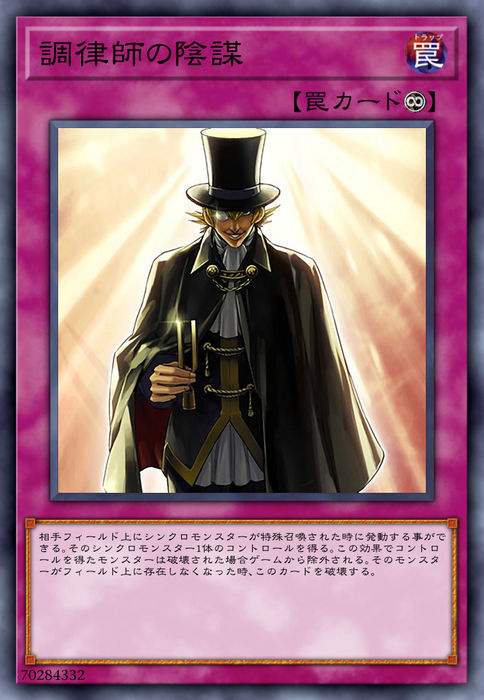 調律師の陰謀
トラップ
罠
【罠カード♾】
相手フィールド上にシンクロモンスターが特殊召喚された時に発動する事がで
きる。そのシンクロモンスター1体のコントロールを得る。この効果でコントロ
ールを得たモンスターは破壊された場合ゲームから除外される。そのモンス
ターがフィールド上に存在しなくなった時、このカードを破壊する。
70284332